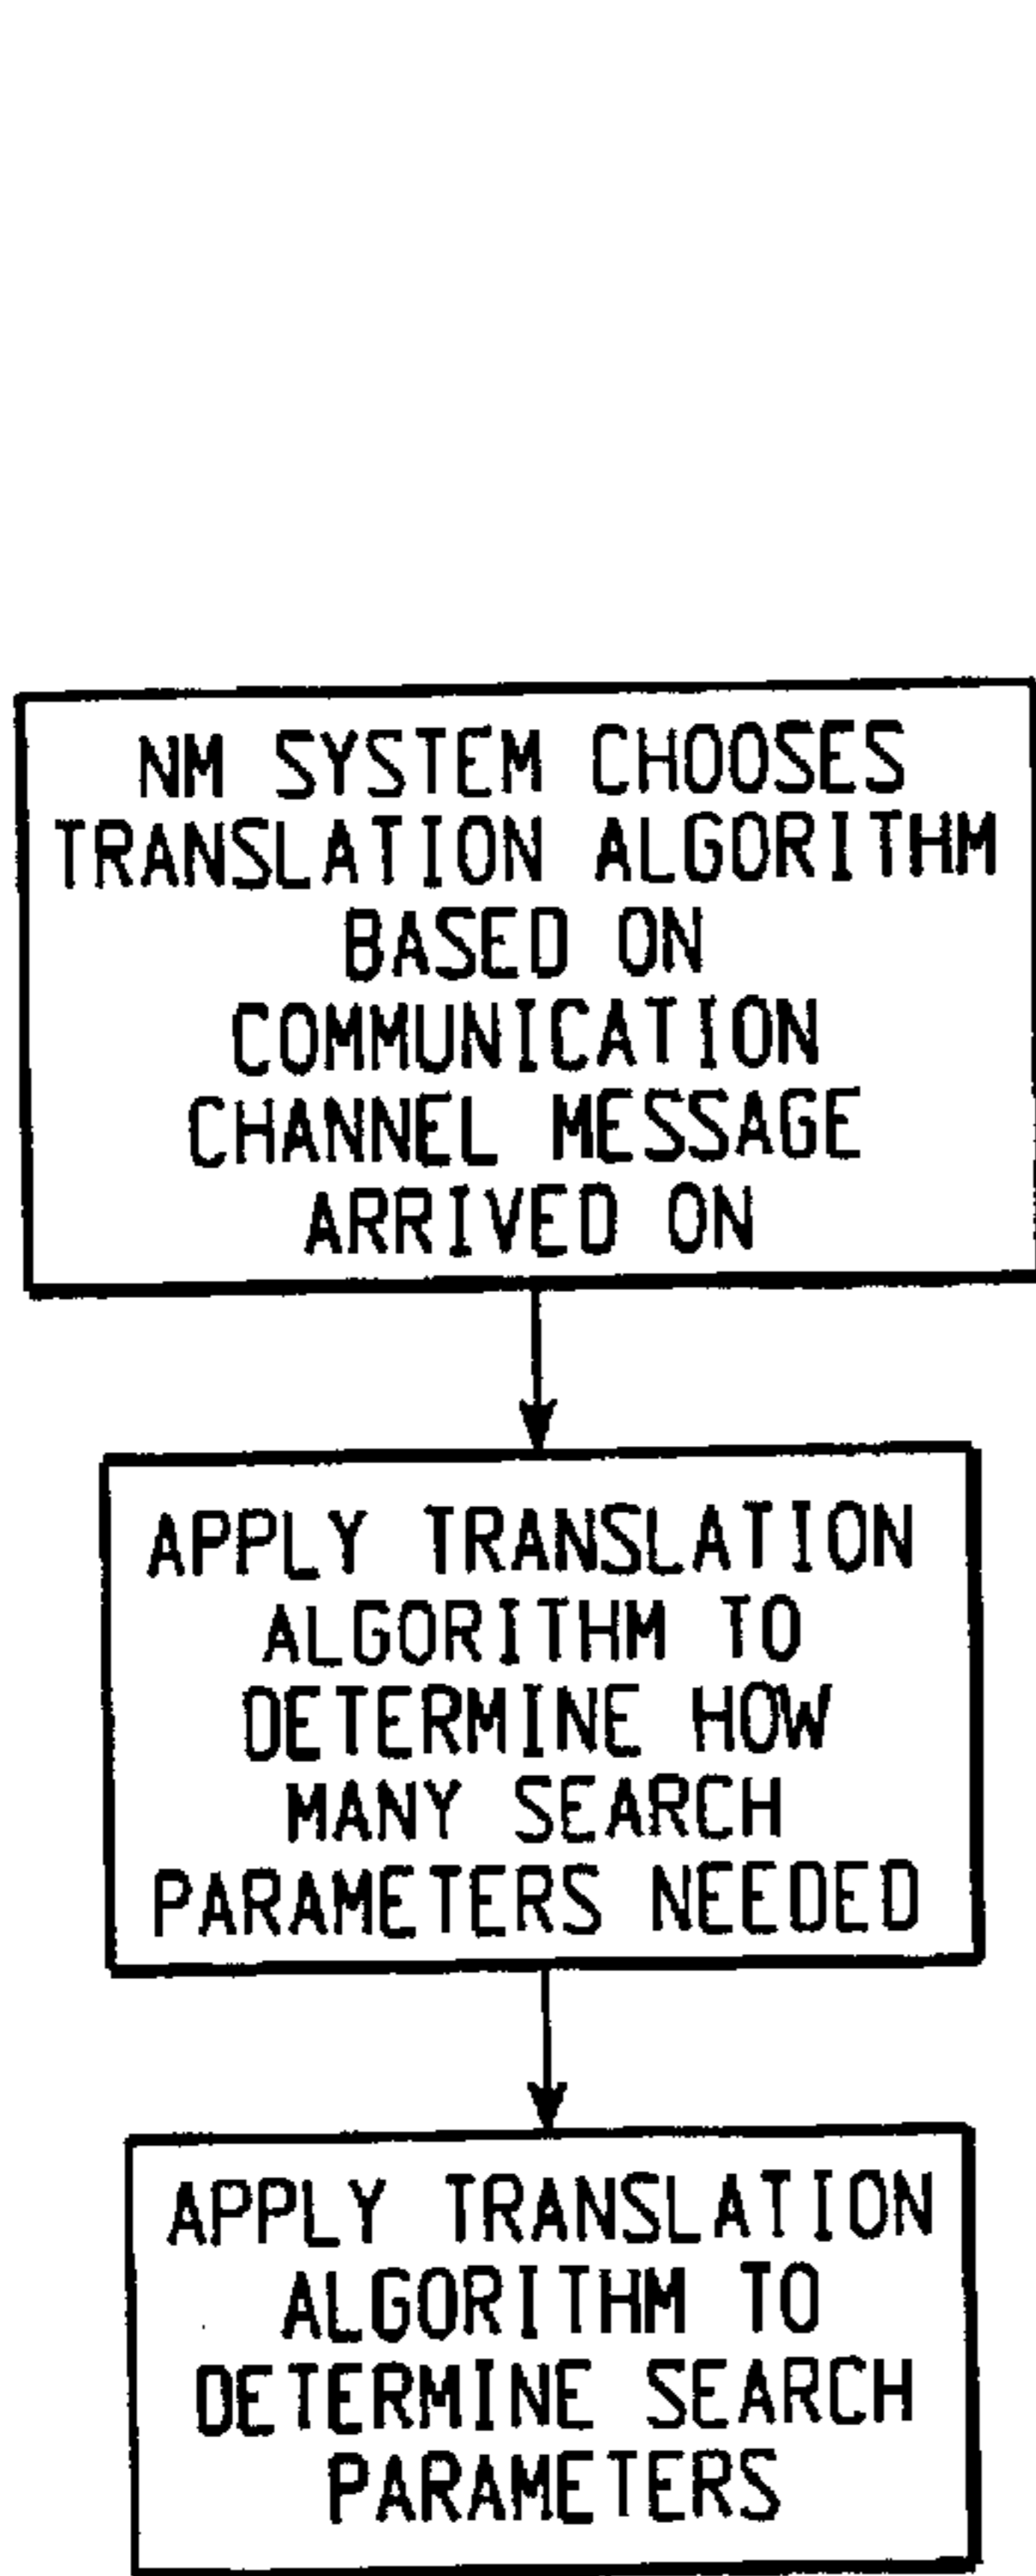 NM SYSTEM CHOOSES
TRANSLATION ALGORITHM
BASED ON
COMMUNICATION
CHANNEL MESSAGE
ARRIVED ON
APPLY TRANSLATION
ALGORITHM TO
DETERMINE HOW
MANY SEARCH
PARAMETERS NEEDED
APPLY TRANSLATION
ALGORITHM TO
DETERMINE SEARCH
PARAMETERS